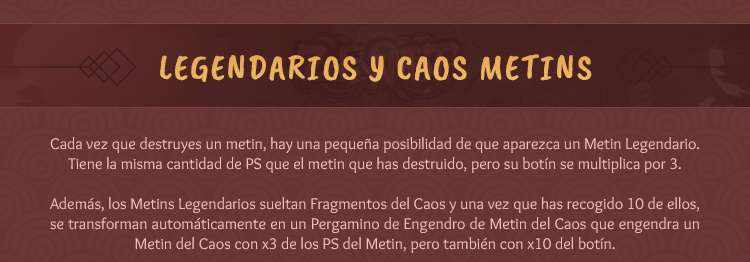 LEGENDARIOS Y CAOS METINS
Cada vez que destruyes un metin, hay una pequeña posibilidad de que aparezca un Metin Legendario.
Tiene la misma cantidad de PS que el metin que has destruido, pero su botín se multiplica por 3.
Además, los Metins Legendarios sueltan Fragmentos del Caos y una vez que has recogido 10 de ellos,
se transforman automáticamente en un Pergamino de Engendro de Metin del Caos que engendra un
Metin del Caos con x3 de los PS del Metin, pero también con x10 del botín.